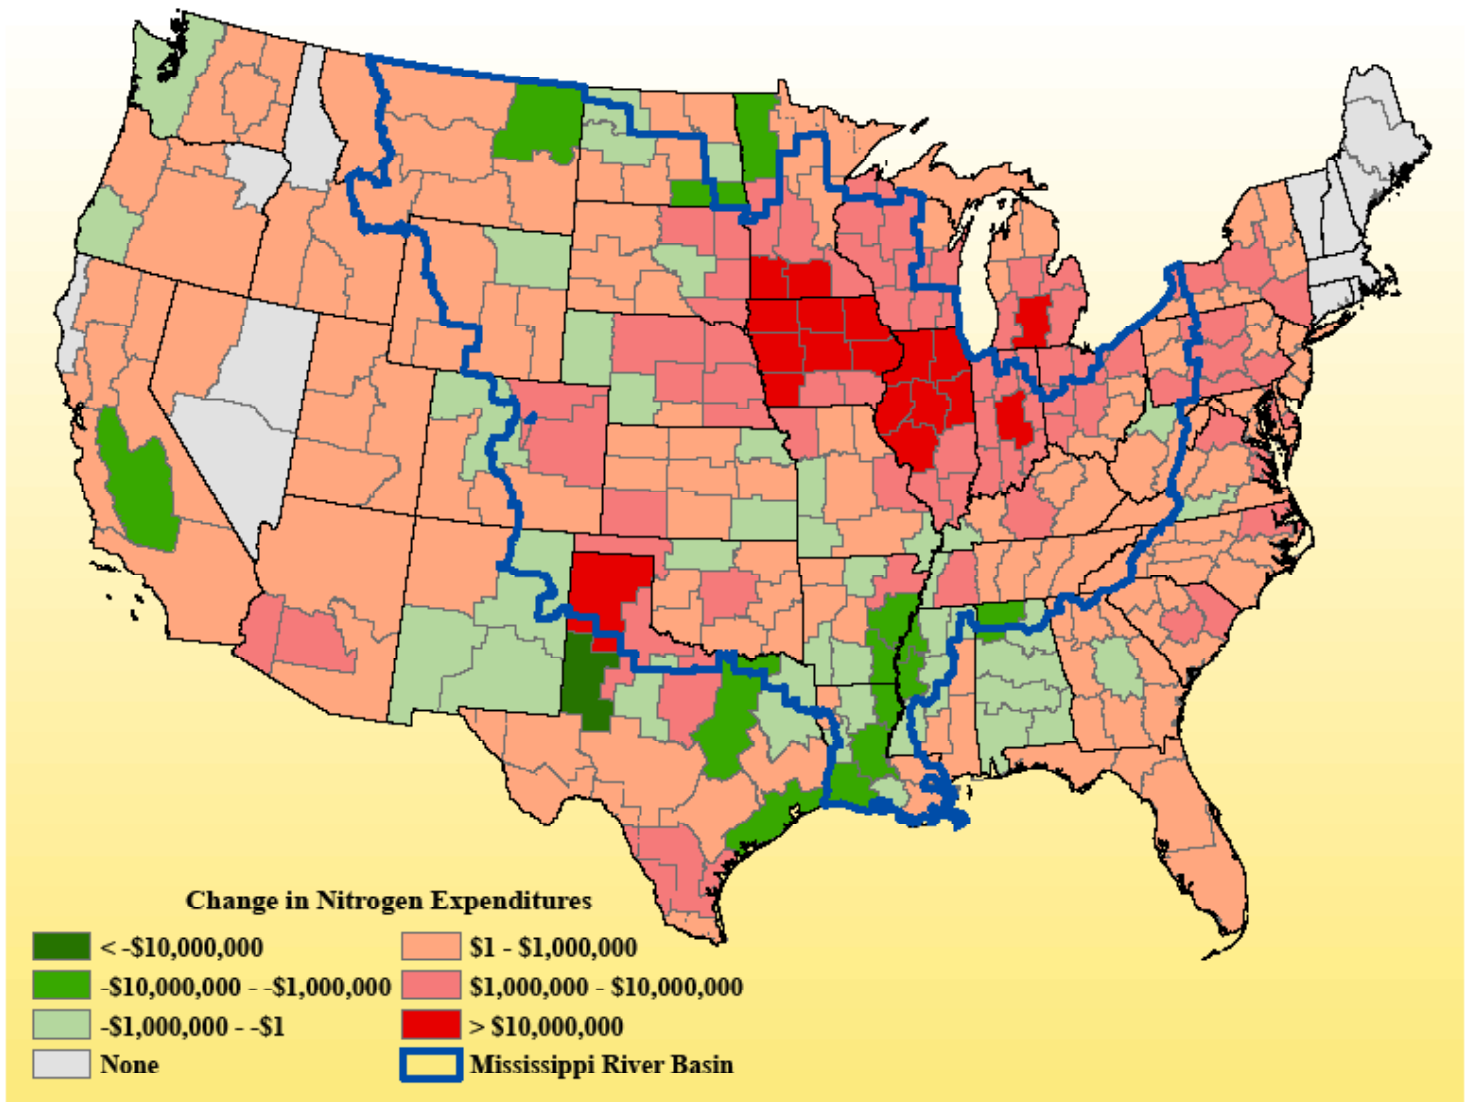 Change in Nitrogen Expenditures
< -$10,000,000
$1 - $1,000,000
-$10,000,000 - -$1,000,000
$1,000,000 - $10,000,000
-$1,000,000 - -$1
> $10,000,000
None
Mississippi River Basin